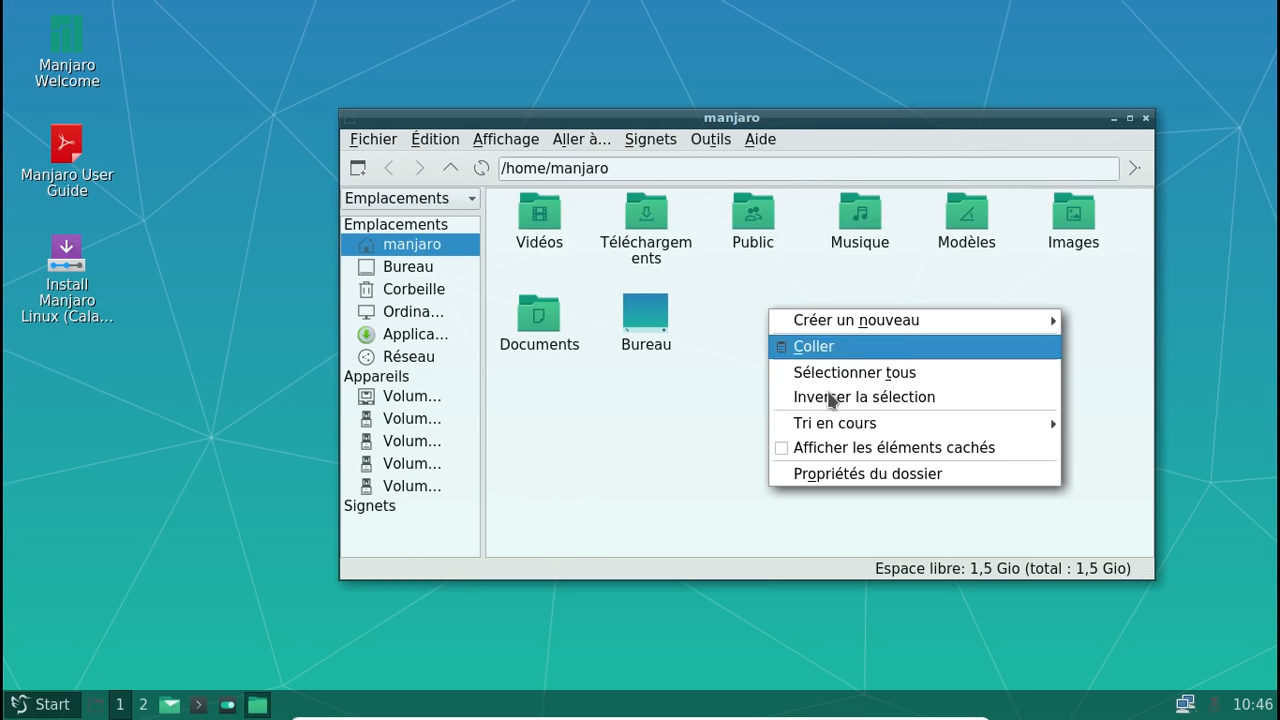 Manjaro
Welcome
Manjaro User
Guide
Install
Manjaro
Linux (Cala...
manjaro
Fichier Édition Affichage Aller à... Signets Outils Aide
/home/manjaro
Emplacements
Emplacements
manjaro
Bureau
Corbeille
Ordina...
Applica...
Réseau
Appareils
Volum...
Volum...
Volum...
Volum...
Volum...
Signets
Vidéos
Téléchargem
ents
Public
Musique
Modèles
Images
Documents
Bureau
Créer un nouveau
Coller
Sélectionner tous
Inverser la sélection
Tri en cours
Afficher les éléments cachés
Propriétés du dossier
Espace libre: 1,5 Gio (total : 1,5 Gio)
Start 1 2 10:46